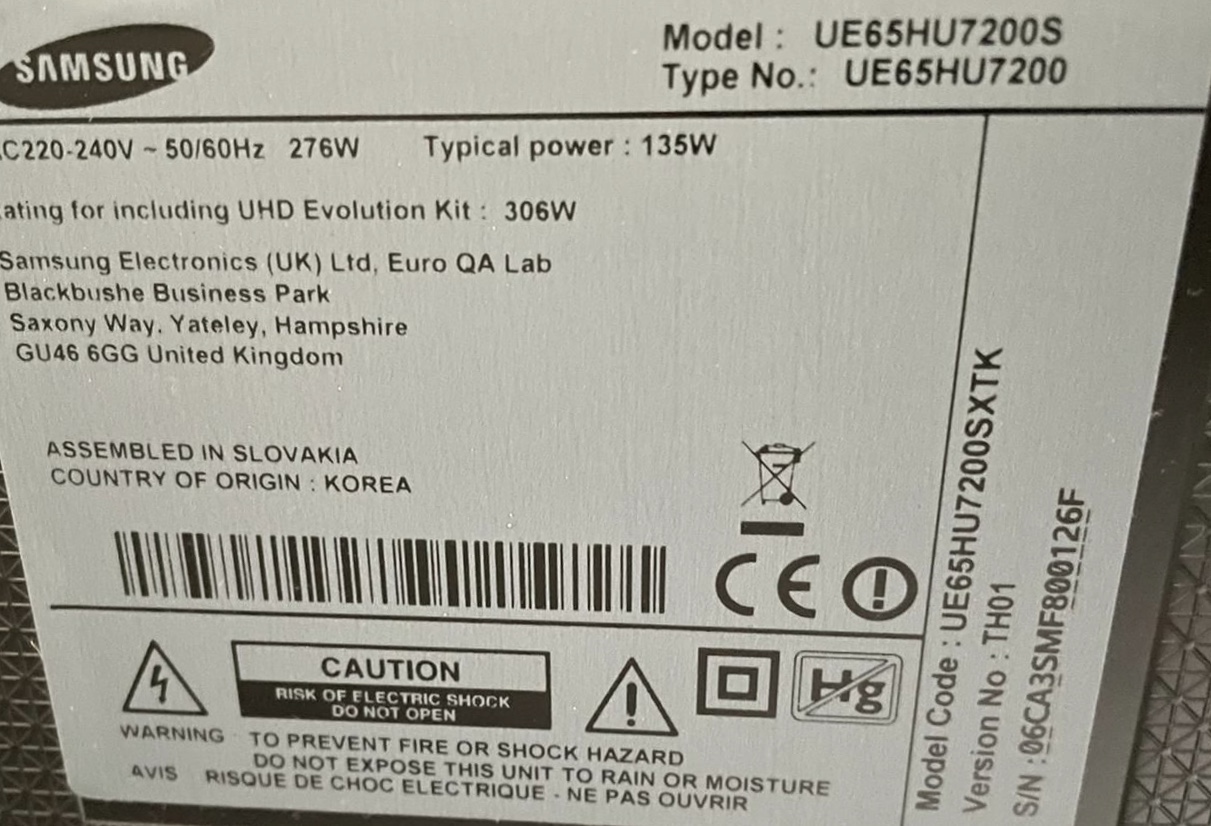 SAMSUNG
Model : UE65HU7200S
Type No.: UE65HU7200
C220-240V ~ 50/60Hz 276W Typical power : 135W
ating for including UHD Evolution Kit : 306W
Samsung Electronics (UK) Ltd, Euro QA Lab
Blackbushe Business Park
Saxony Way, Yateley, Hampshire
GU46 6GG United Kingdom
ASSEMBLED IN SLOVAKIA
COUNTRY OF ORIGIN : KOREA
CE
CAUTION
RISK OF ELECTRIC SHOCK
DO NOT OPEN
Hg
WARNING TO PREVENT FIRE OR SHOCK HAZARD
DO NOT EXPOSE THIS UNIT TO RAIN OR MOISTURE
AVIS RISQUE DE CHOC ELECTRIQUE - NE PAS OUVRIR
Model Code : UE65HU7200SXTK
Version No : TH01
S/N : 06CA3SMF800126F